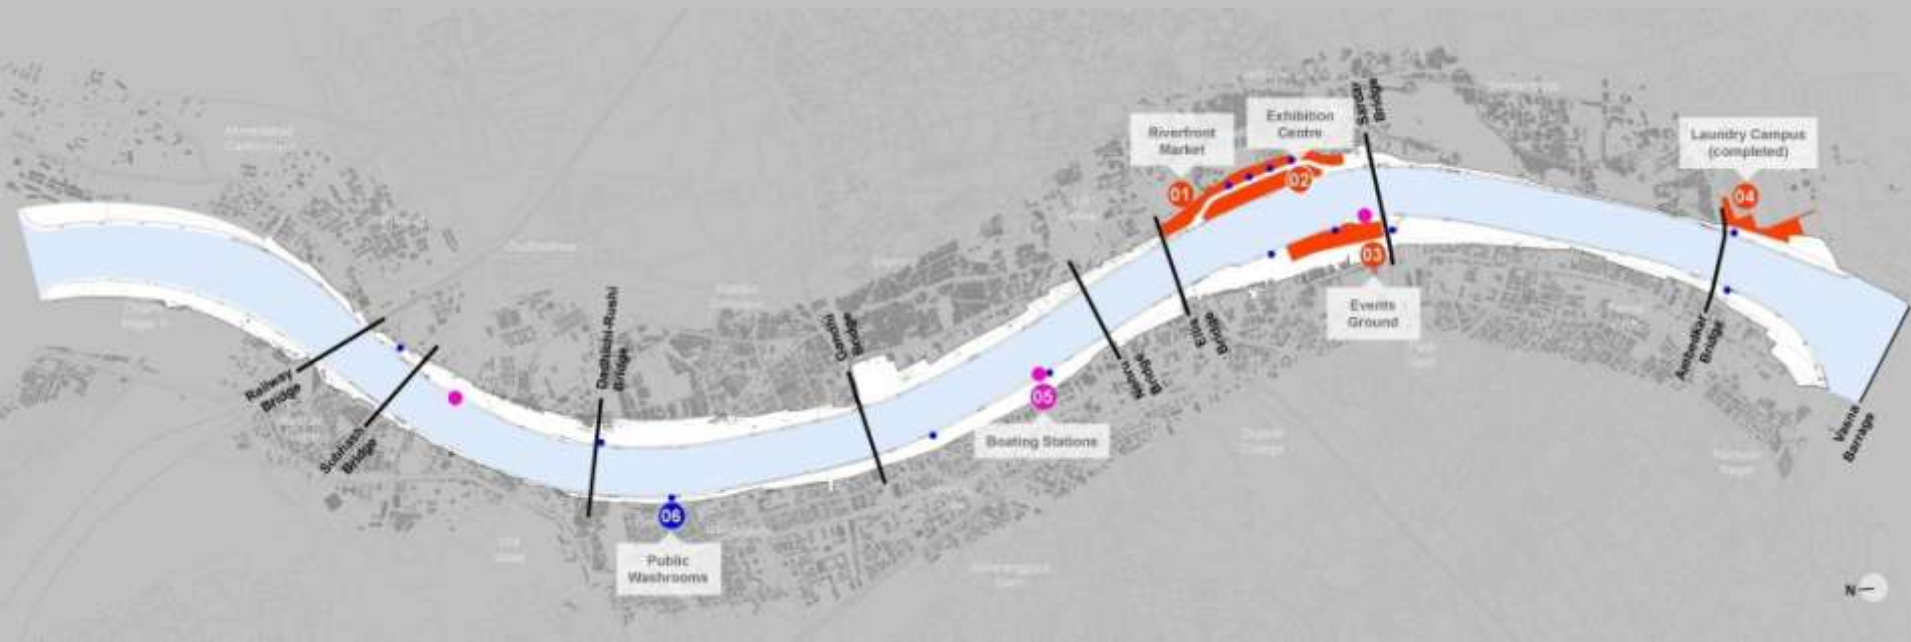 Railway
Bridge
Subhash
Bridge
Dadhichi-Rushi
Bridge
06
Public
Washrooms
Gandhi
Bridge
05
Boating Stations
Nehru
Bridge
Ellis
Bridge
Riverfront
Market
01
Exhibition
Centre
02
Sardar
Bridge
03
Events
Ground
Laundry Campus
(completed)
04
Ambedkar
Bridge
Vasna
Barrage
N